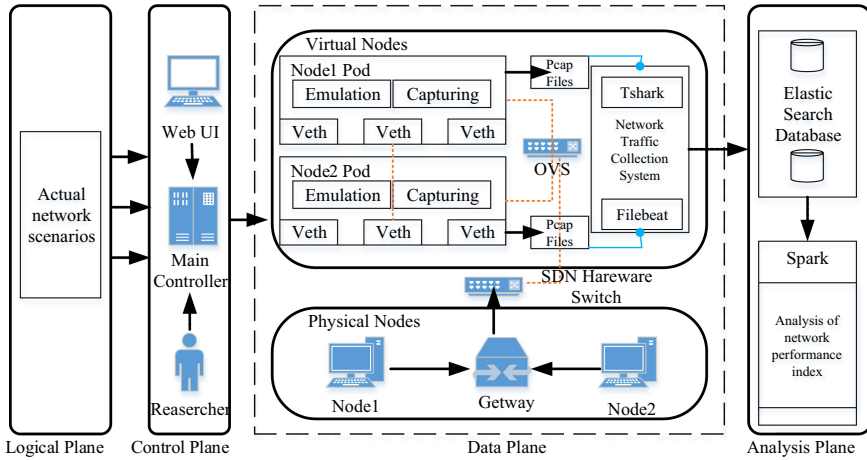 Actual
network
scenarios
Logical Plane
Web UI
Main
Controller
Reasercher
Control Plane
Virtual Nodes
Node1 Pod
Emulation
Capturing
Veth
Veth
Veth
Node2 Pod
Emulation
Capturing
Veth
Veth
Veth
Pcap
Files
OVS
Pcap
Files
Tshark
Network
Traffic
Collection
System
Filebeat
SDN Hareware
Switch
Physical Nodes
Node1
Getway
Node2
Data Plane
Elastic
Search
Database
Spark
Analysis of
network
performance
index
Analysis Plane